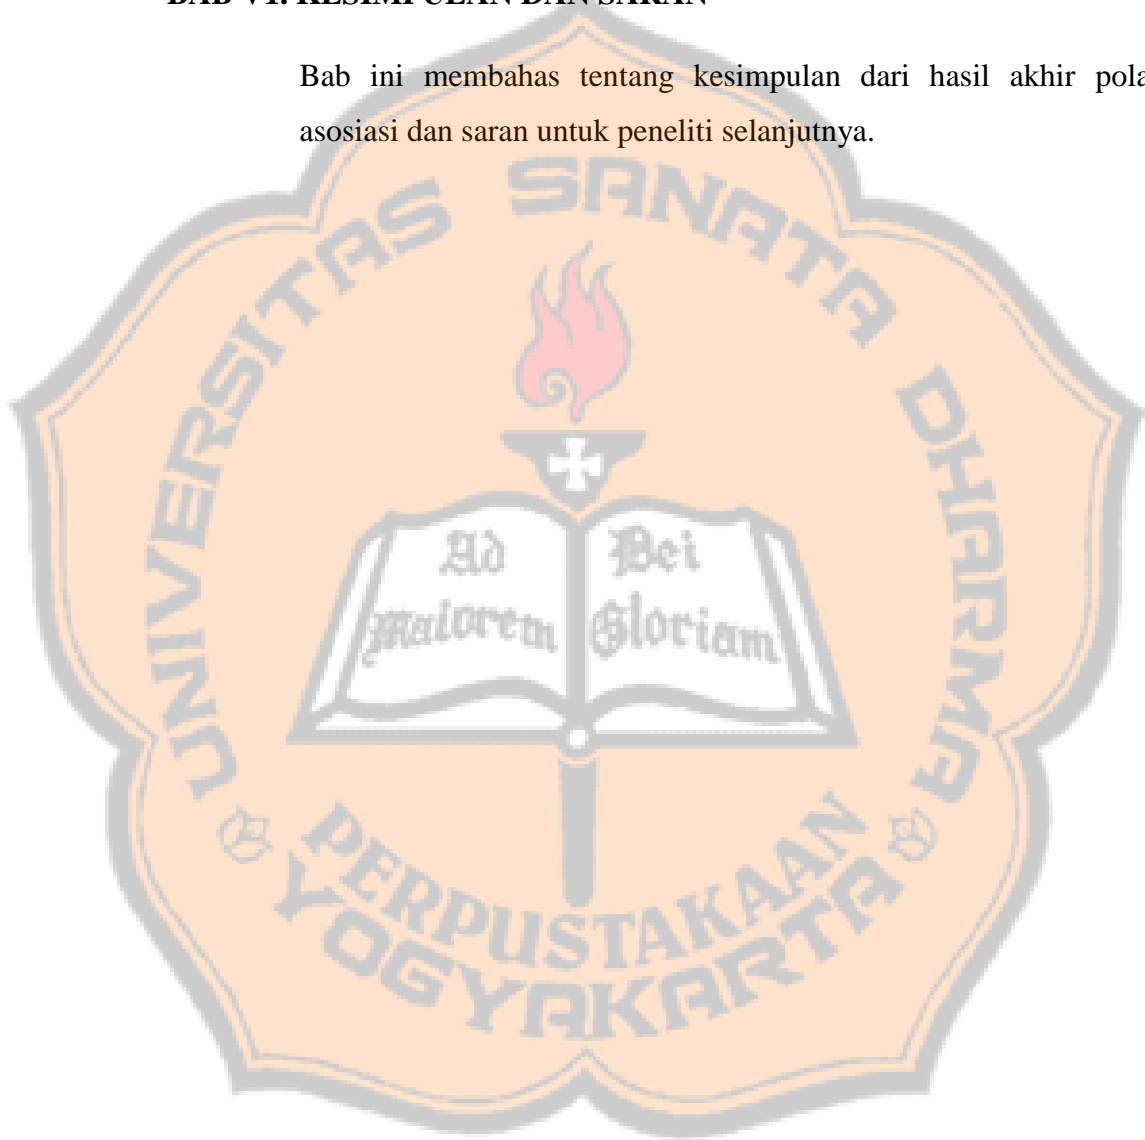 BAB VI. KESIMPULAN DAN SARAN
Bab ini membahas tentang kesimpulan dari hasil akhir pola
asosiasi dan saran untuk peneliti selanjutnya.
UNIVERSITAS SANATA DHARMA
Ad Dei
Maiorem Gloriam
PERPUSTAKAAN
YOGYAKARTA